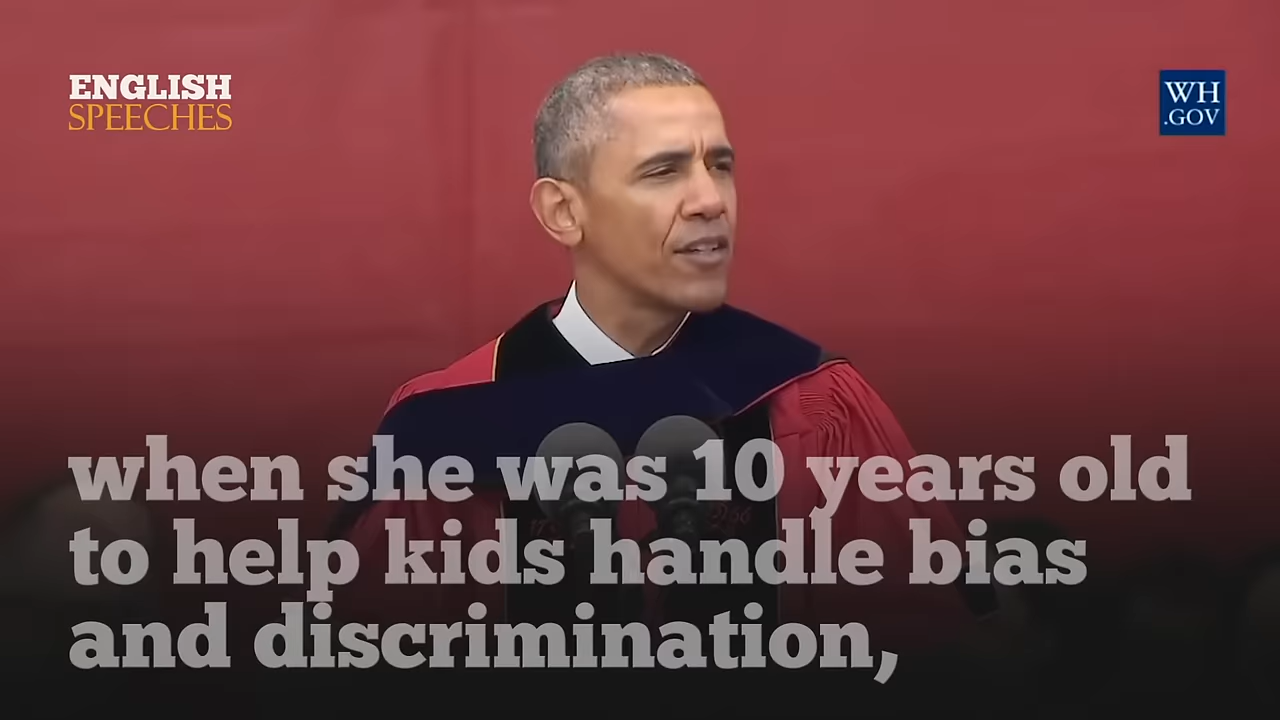 ENGLISH
SPEECHES
WH
.GOV
when she was 10 years old
to help kids handle bias
and discrimination,